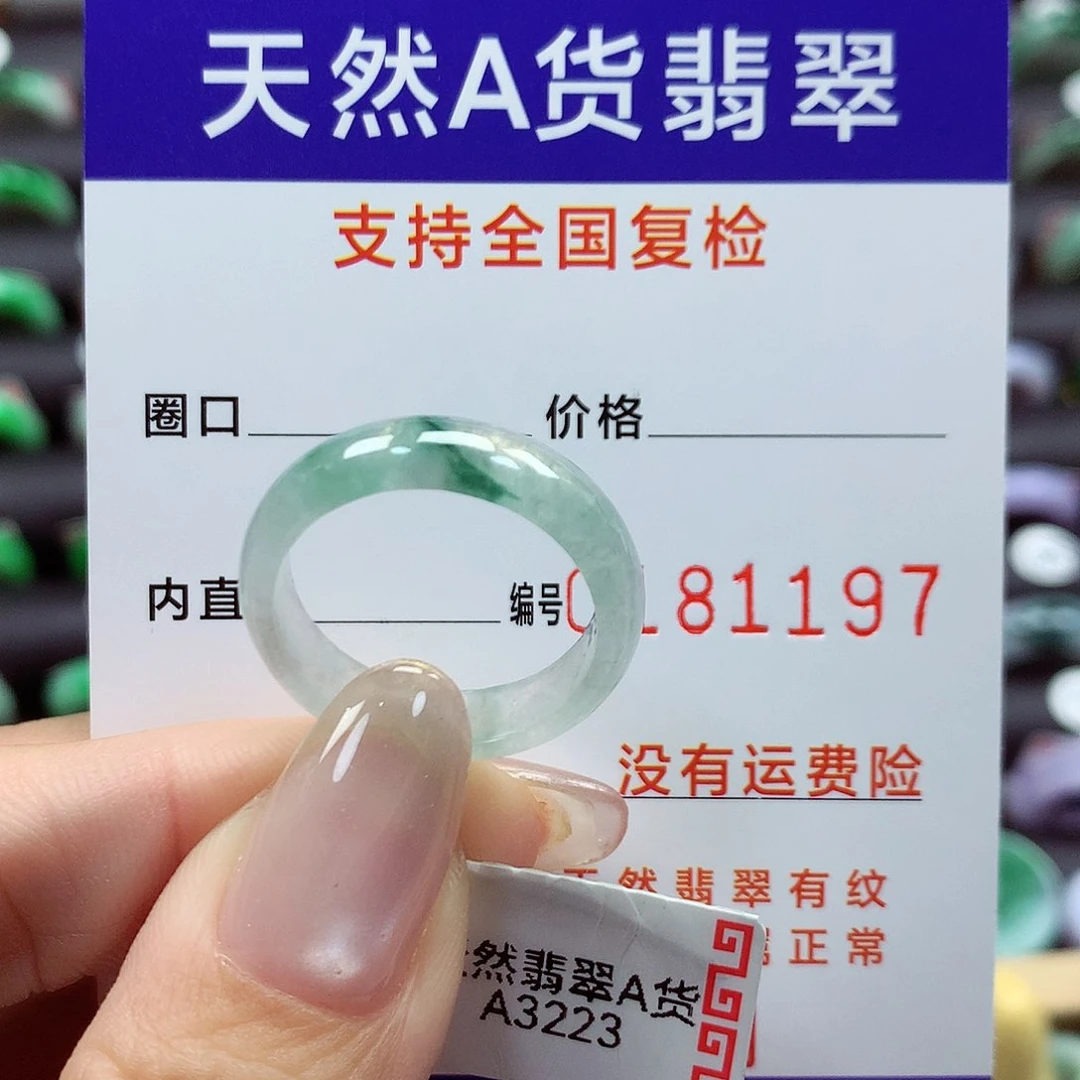 天然A货翡翠
支持全国复检
圈口 价格
内直 编号 181197
没有运费险
天然翡翠有纹
正常
然翡翠A货
A3223